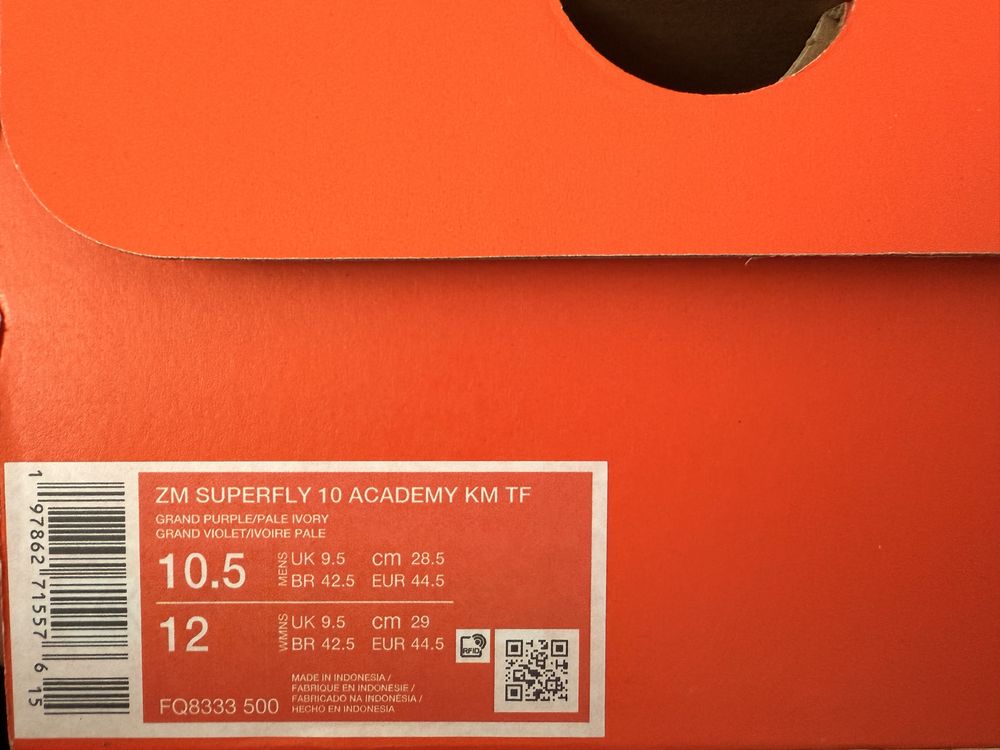 ZM SUPERFLY 10 ACADEMY KM TF
GRAND PURPLE/PALE IVORY
GRAND VIOLET/IVOIRE PALE
10.5 MENS UK 9.5 cm 28.5
BR 42.5 EUR 44.5
12 WMNS UK 9.5 cm 29
BR 42.5 EUR 44.5
RFID
MADE IN INDONESIA /
FABRIQUE EN INDONESIE /
FABRICADO NA INDONESIA /
HECHO EN INDONESIA
FQ8333 500
1 97862 71557 6 15